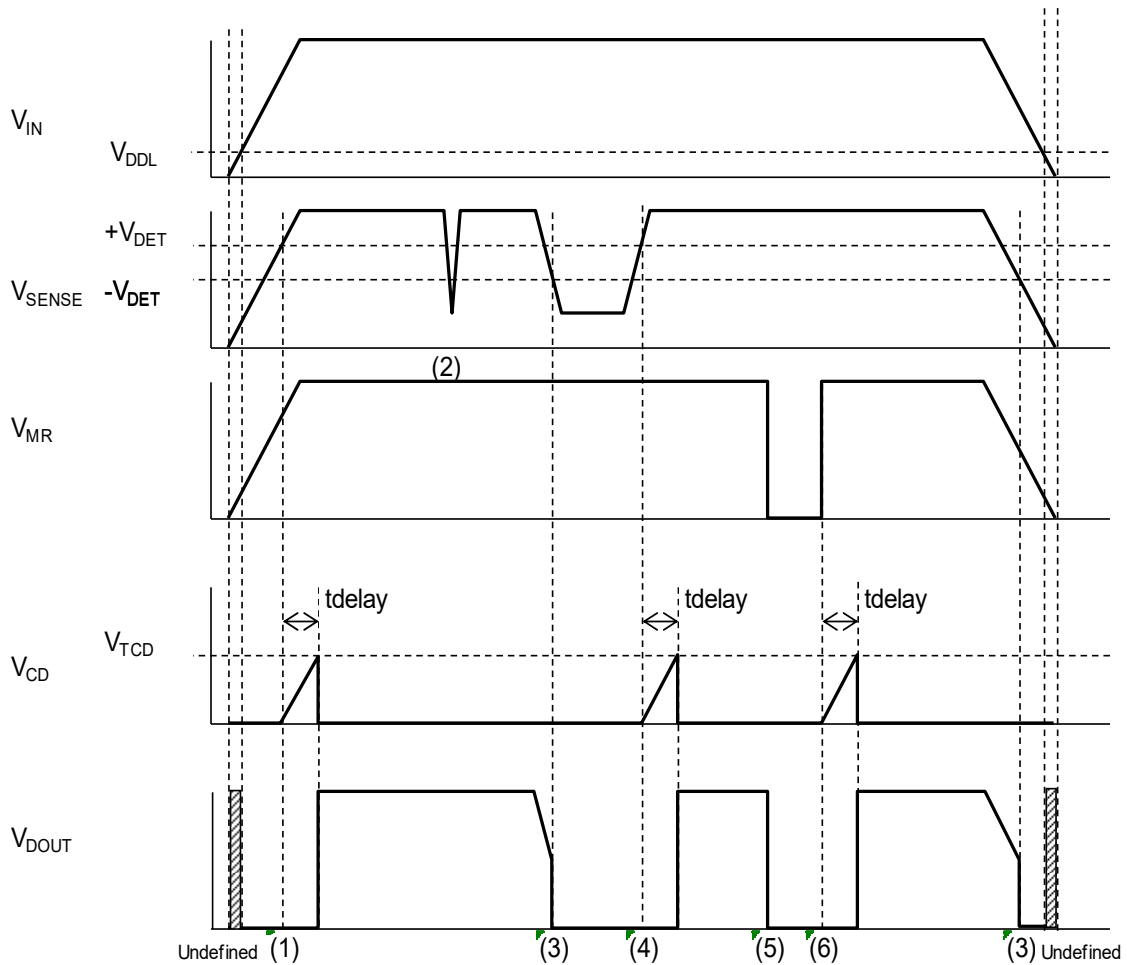 VIN
VDDL
+VDET
VSENSE
-VDET
(2)
VMR
tdelay tdelay tdelay
VTCD
VCD
VDOUT
Undefined (1) (3) (4) (5) (6) (3) Undefined